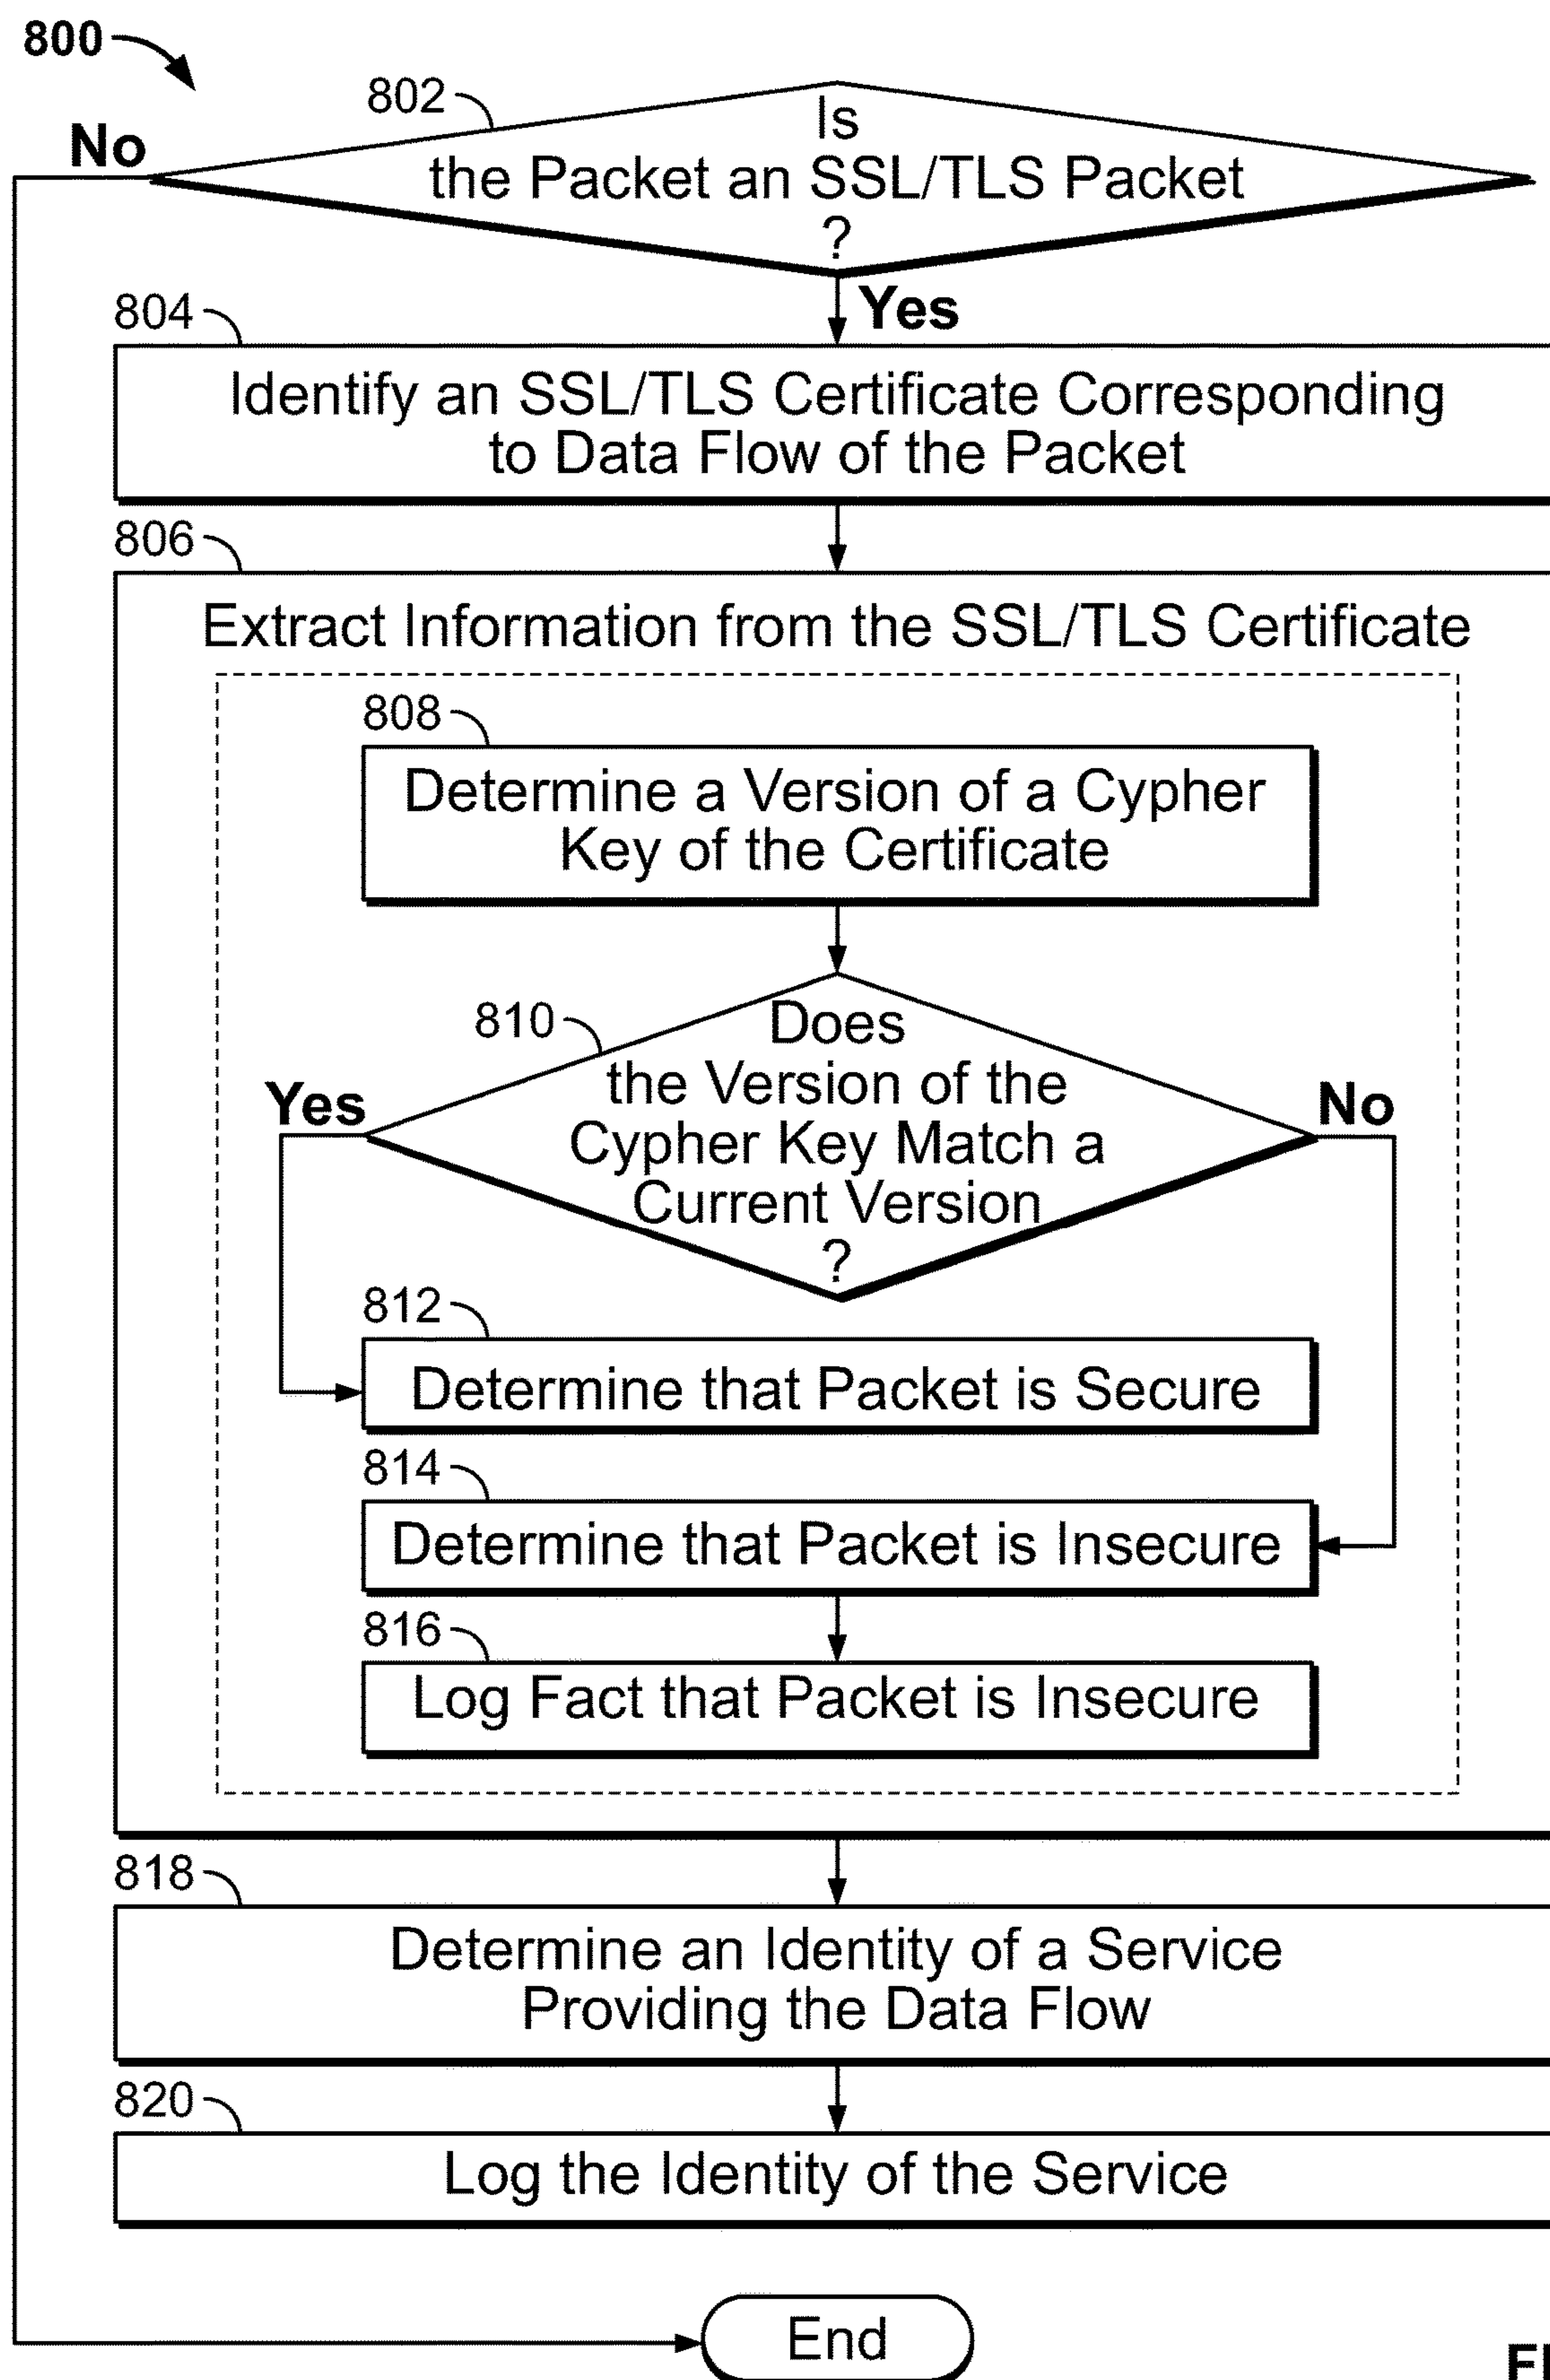 800
802
No
Is
the Packet an SSL/TLS Packet
?
Yes
804
Identify an SSL/TLS Certificate Corresponding
to Data Flow of the Packet
806
Extract Information from the SSL/TLS Certificate
808
Determine a Version of a Cypher
Key of the Certificate
810
Does
the Version of the
Cypher Key Match a
Current Version
?
Yes
No
812
Determine that Packet is Secure
814
Determine that Packet is Insecure
816
Log Fact that Packet is Insecure
818
Determine an Identity of a Service
Providing the Data Flow
820
Log the Identity of the Service
End